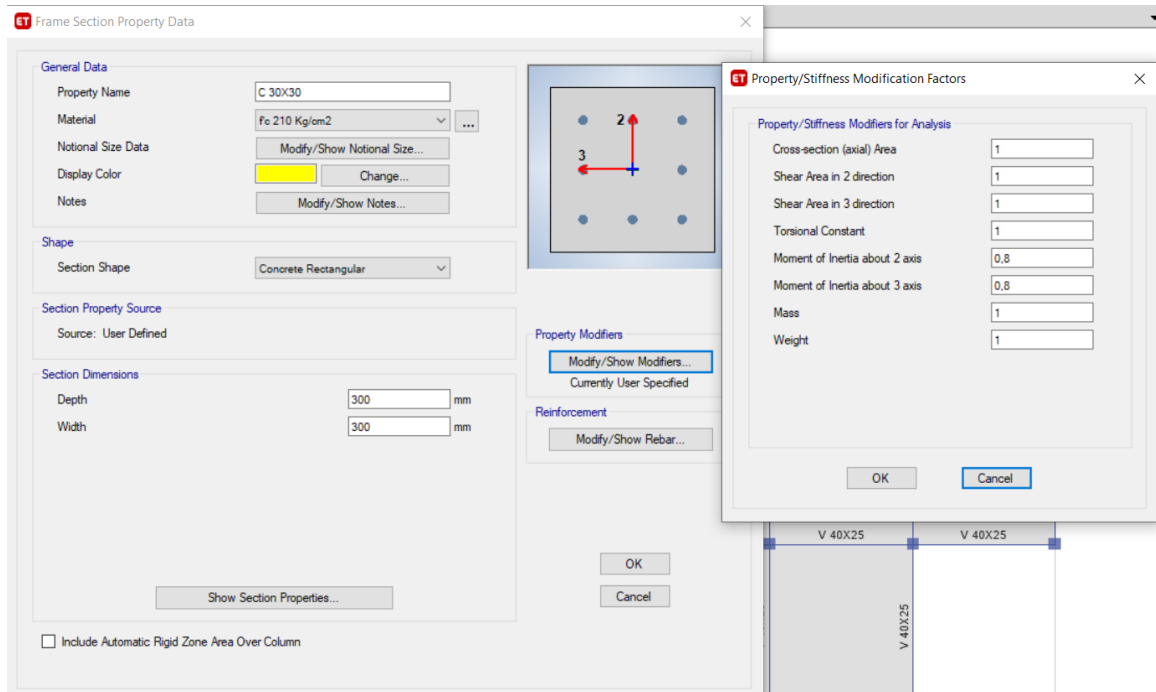 ET Frame Section Property Data
General Data
Property Name C 30X30
Material f'c 210 Kg/cm2 ...
Notional Size Data Modify/Show Notional Size...
Display Color Change...
Notes Modify/Show Notes...
Shape
Section Shape Concrete Rectangular
Section Property Source
Source: User Defined
Section Dimensions
Depth 300 mm
Width 300 mm
Show Section Properties...
Include Automatic Rigid Zone Area Over Column
2
3
Property Modifiers
Modify/Show Modifiers...
Currently User Specified
Reinforcement
Modify/Show Rebar...
OK
Cancel
ET Property/Stiffness Modification Factors
Property/Stiffness Modifiers for Analysis
Cross-section (axial) Area 1
Shear Area in 2 direction 1
Shear Area in 3 direction 1
Torsional Constant 1
Moment of Inertia about 2 axis 0,8
Moment of Inertia about 3 axis 0,8
Mass 1
Weight 1
OK Cancel
V 40X25 V 40X25
V 40X25